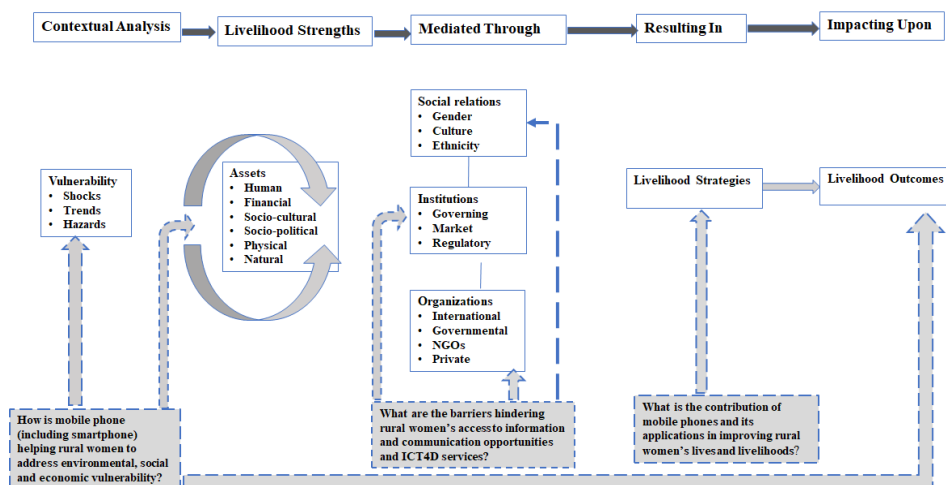 Contextual Analysis
Livelihood Strengths
Mediated Through
Resulting In
Impacting Upon
Social relations
• Gender
• Culture
• Ethnicity
Vulnerability
• Shocks
• Trends
• Hazards
Assets
• Human
• Financial
• Socio-cultural
• Socio-political
• Physical
• Natural
Institutions
• Governing
• Market
• Regulatory
Livelihood Strategies
Livelihood Outcomes
Organizations
• International
• Governmental
• NGOs
• Private
How is mobile phone
(including smartphone)
helping rural women to
address environmental, social
and economic vulnerability?
What are the barriers hindering
rural women's access to information
and communication opportunities
and ICT4D services?
What is the contribution of
mobile phones and its
applications in improving rural
women's lives and livelihoods?